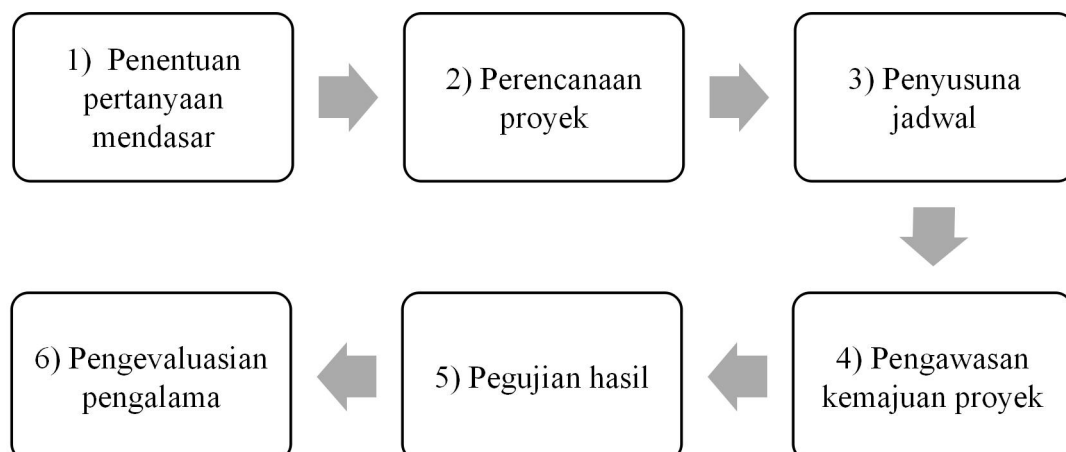 1) Penentuan
pertanyaan
mendasar
2) Perencanaan
proyek
3) Penyusuna
jadwal
4) Pengawasan
kemajuan proyek
5) Pegujian hasil
6) Pengevaluasian
pengalama